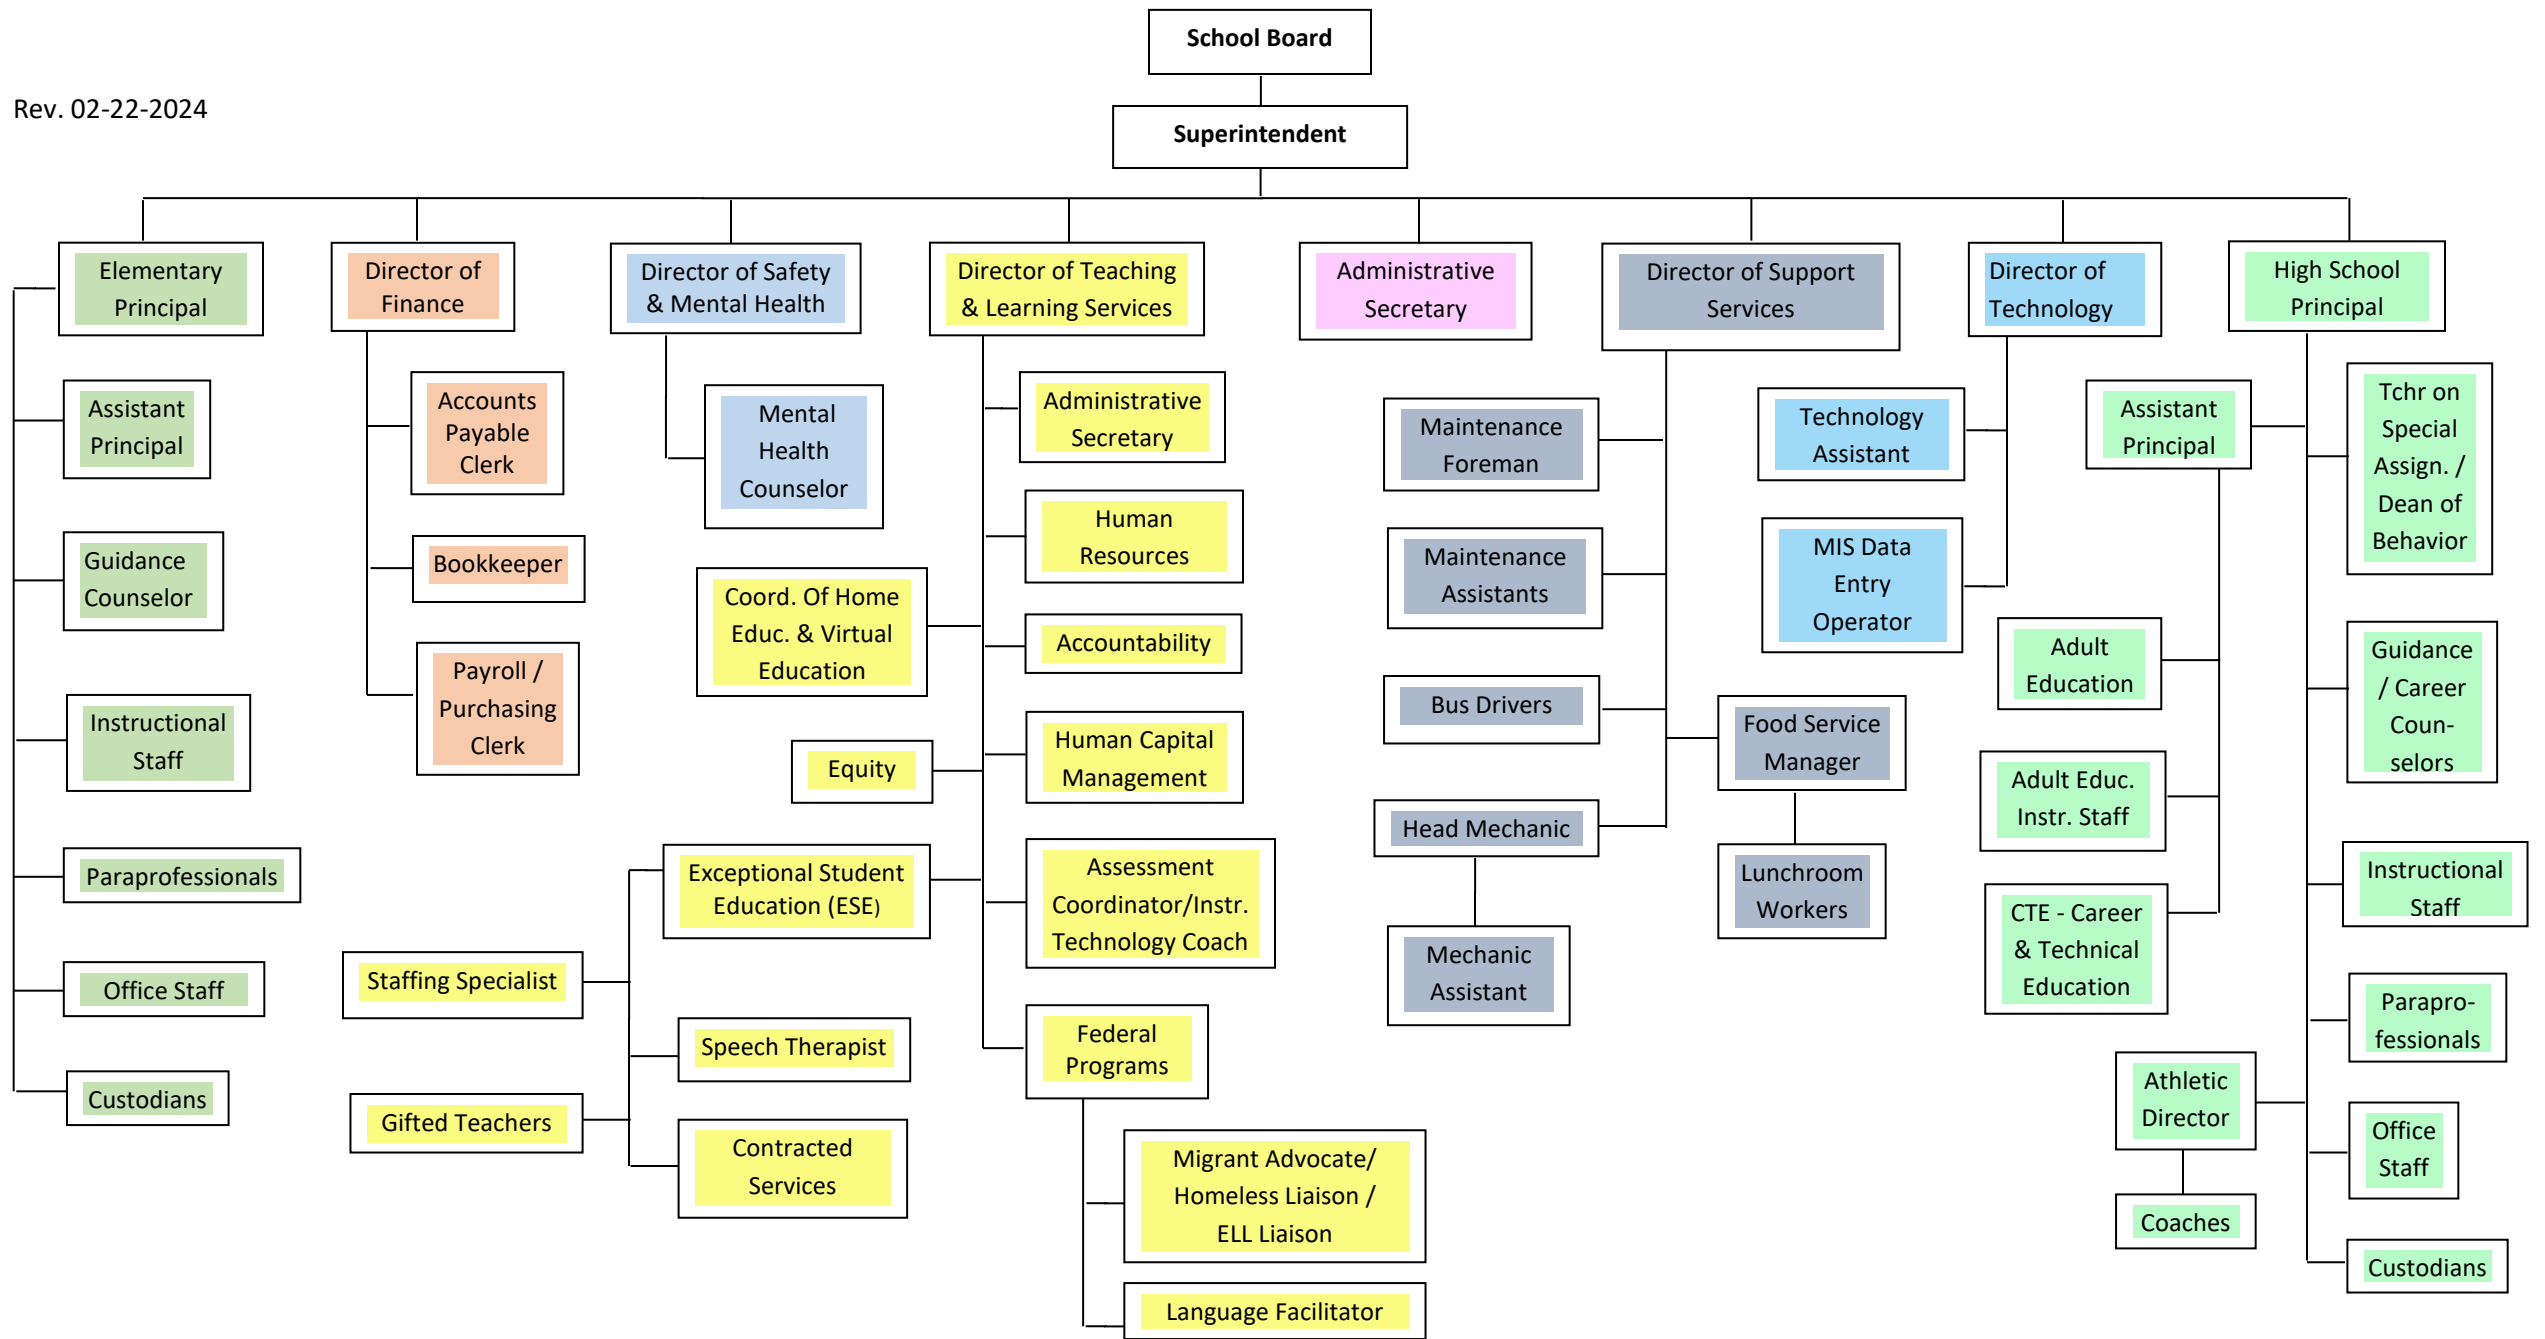 School Board
Rev. 02-22-2024
Superintendent
Elementary
Principal
Director of
Finance
Director of Safety
& Mental Health
Director of Teaching
& Learning Services
Administrative
Secretary
Director of Support
Services
Director of
Technology
High School
Principal
Assistant
Principal
Guidance
Counselor
Instructional
Staff
Paraprofessionals
Office Staff
Custodians
Accounts
Payable
Clerk
Bookkeeper
Payroll /
Purchasing
Clerk
Mental
Health
Counselor
Administrative
Secretary
Human
Resources
Coord. Of Home
Educ. & Virtual
Education
Accountability
Human Capital
Management
Equity
Exceptional Student
Education (ESE)
Assessment
Coordinator/Instr.
Technology Coach
Staffing Specialist
Speech Therapist
Gifted Teachers
Contracted
Services
Federal
Programs
Migrant Advocate/
Homeless Liaison /
ELL Liaison
Language Facilitator
Maintenance
Foreman
Maintenance
Assistants
Bus Drivers
Food Service
Manager
Head Mechanic
Lunchroom
Workers
Mechanic
Assistant
Technology
Assistant
MIS Data
Entry
Operator
Assistant
Principal
Tchr on
Special
Assign. /
Dean of
Behavior
Adult
Education
Guidance
/ Career
Coun-
selors
Adult Educ.
Instr. Staff
Instructional
Staff
CTE - Career
& Technical
Education
Parapro-
fessionals
Athletic
Director
Office
Staff
Coaches
Custodians